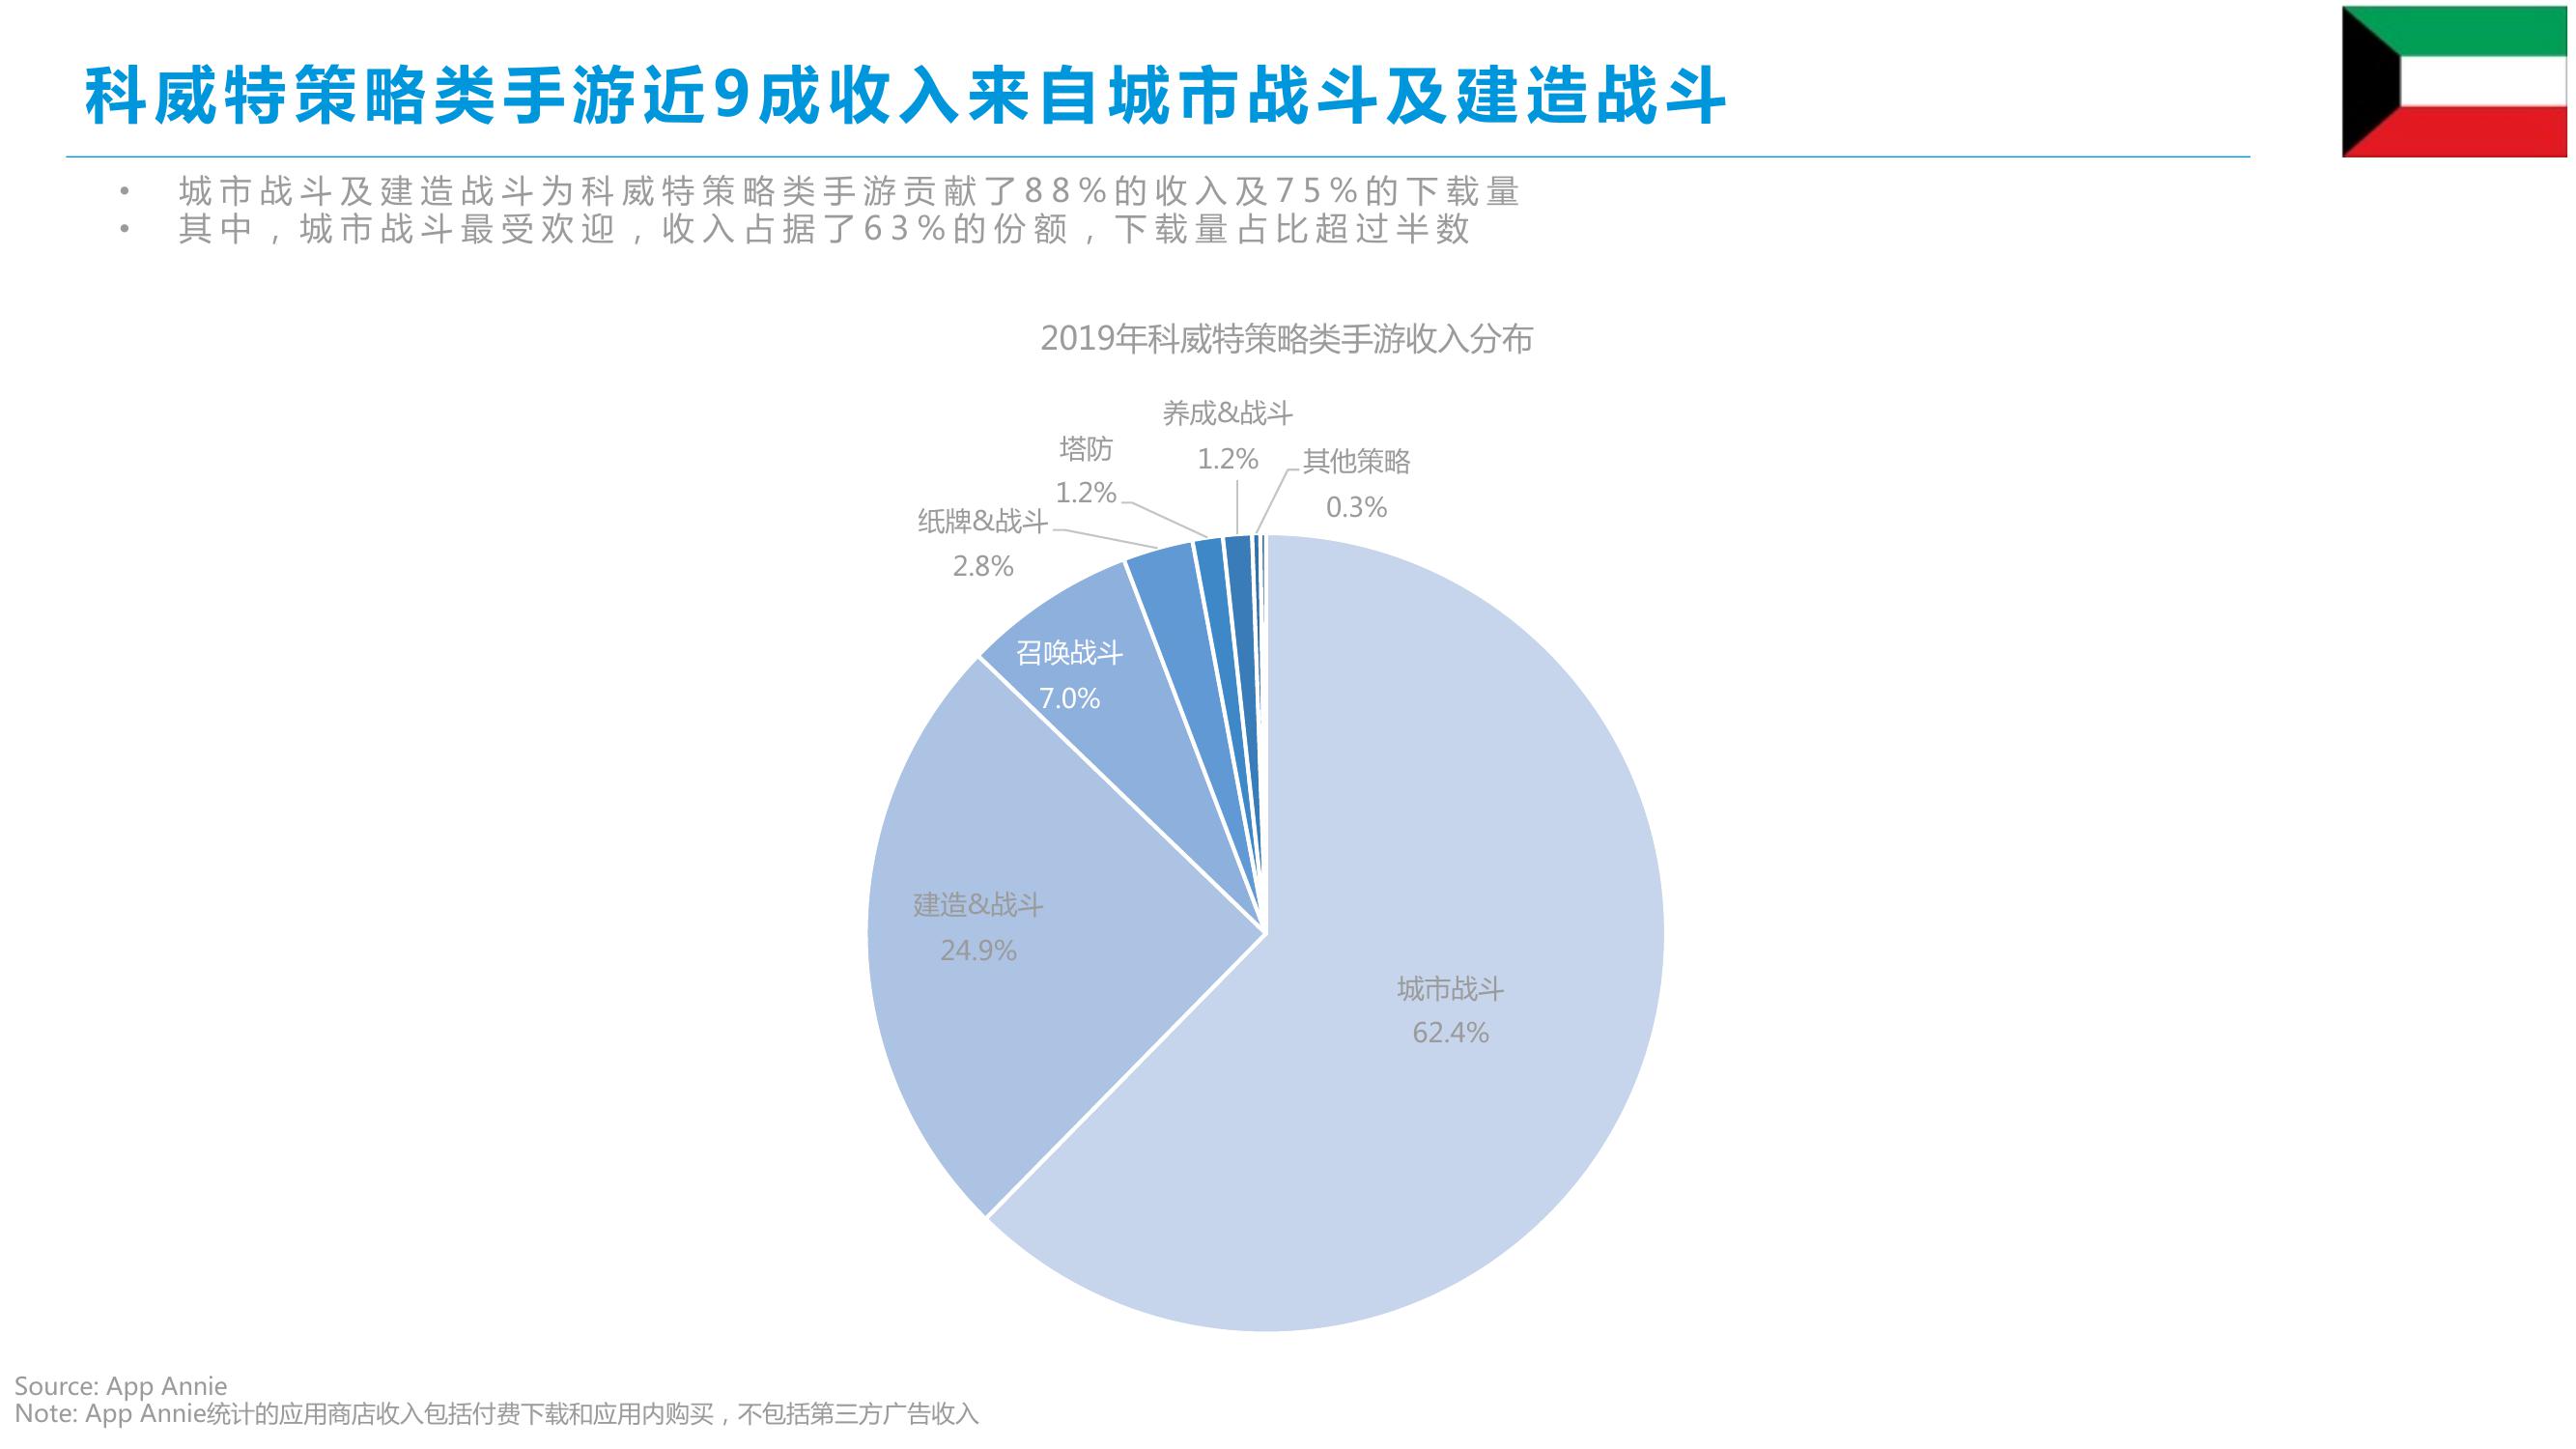 科威特策略类手游近9成收入来自城市战斗及建造战斗
• 城市战斗及建造战斗为科威特策略类手游贡献了88%的收入及75%的下载量
• 其中，城市战斗最受欢迎，收入占据了63%的份额，下载量占比超过半数
2019年科威特策略类手游收入分布
养成&战斗
1.2%
塔防
1.2%
其他策略
0.3%
纸牌&战斗
2.8%
召唤战斗
7.0%
建造&战斗
24.9%
城市战斗
62.4%
Source: App Annie
Note: App Annie统计的应用商店收入包括付费下载和应用内购买，不包括第三方广告收入